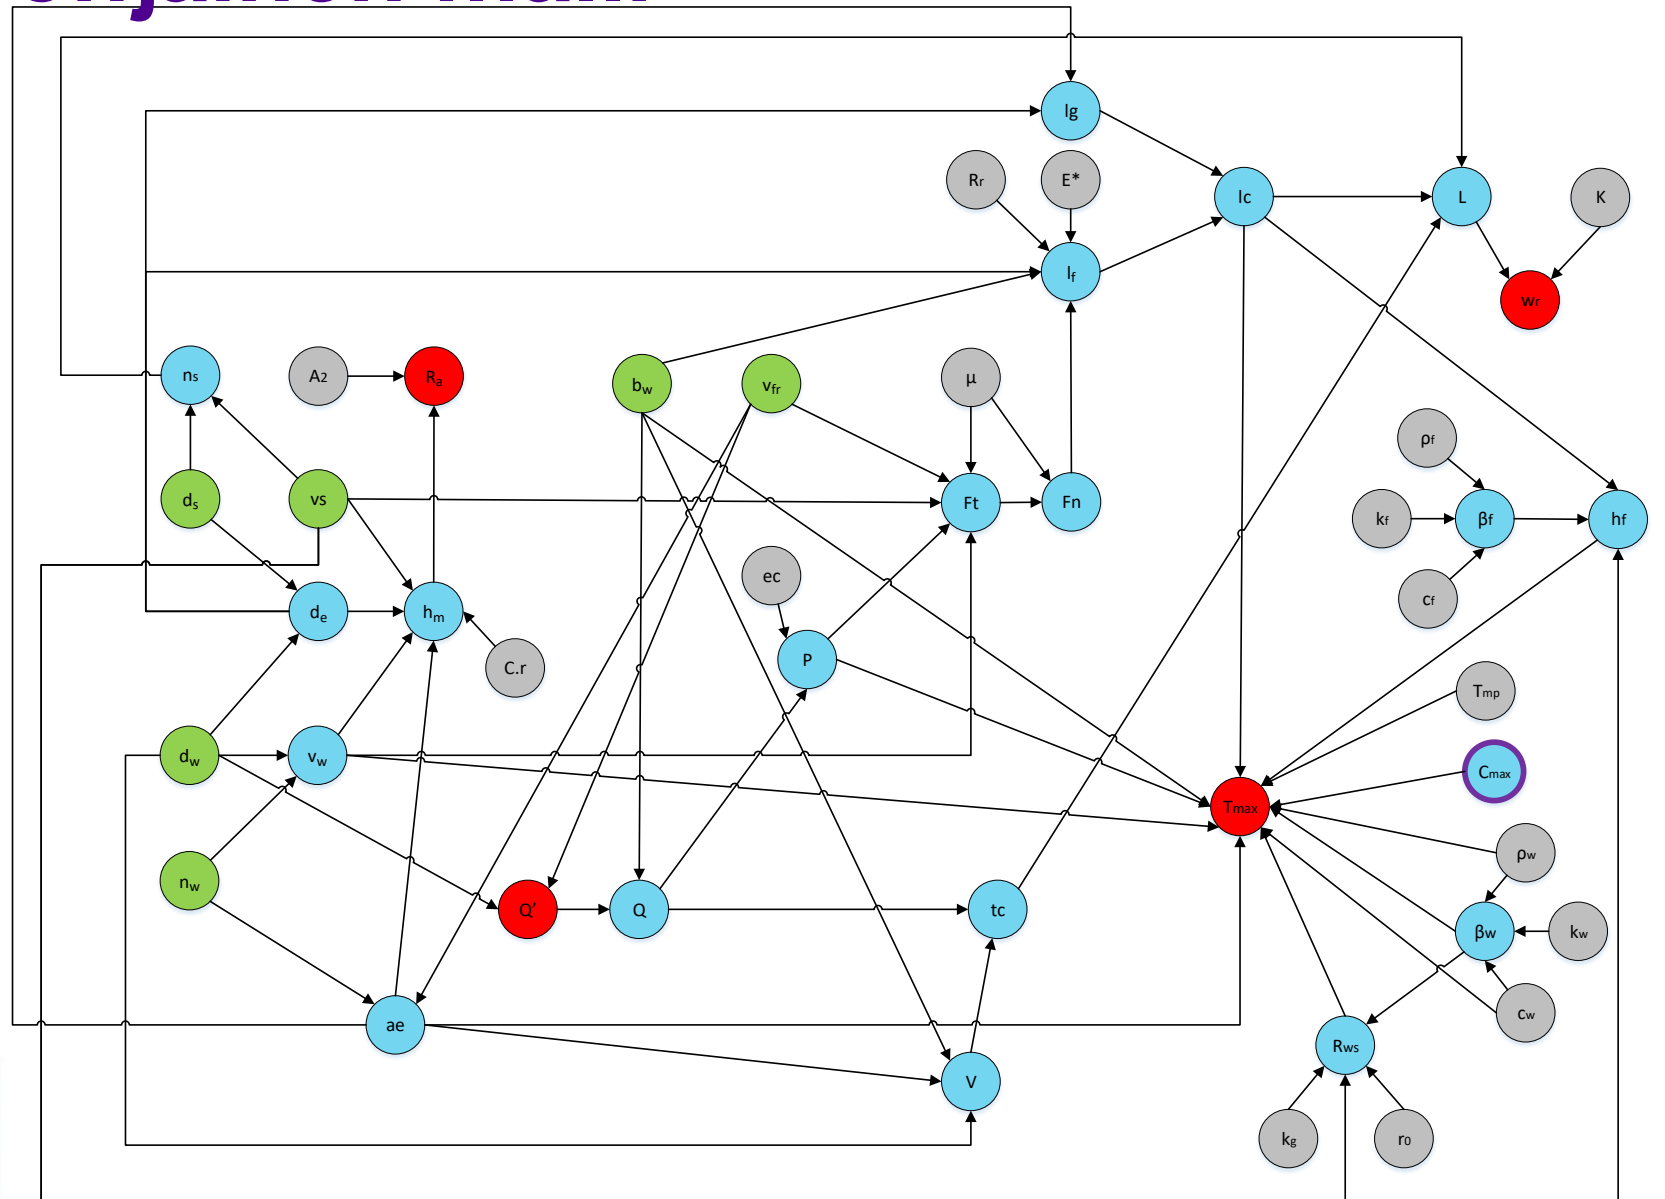 lg
Rr
E*
lc
L
K
lf
wr
ns
A2
Ra
bw
vfr
μ
ρf
ds
vs
Ft
Fn
kf
βf
hf
ec
cf
de
hm
C.r
P
Tmp
dw
vw
Cmax
Tmax
ρw
nw
Q'
Q
tc
βw
kw
cw
ae
Rws
V
kg
r0